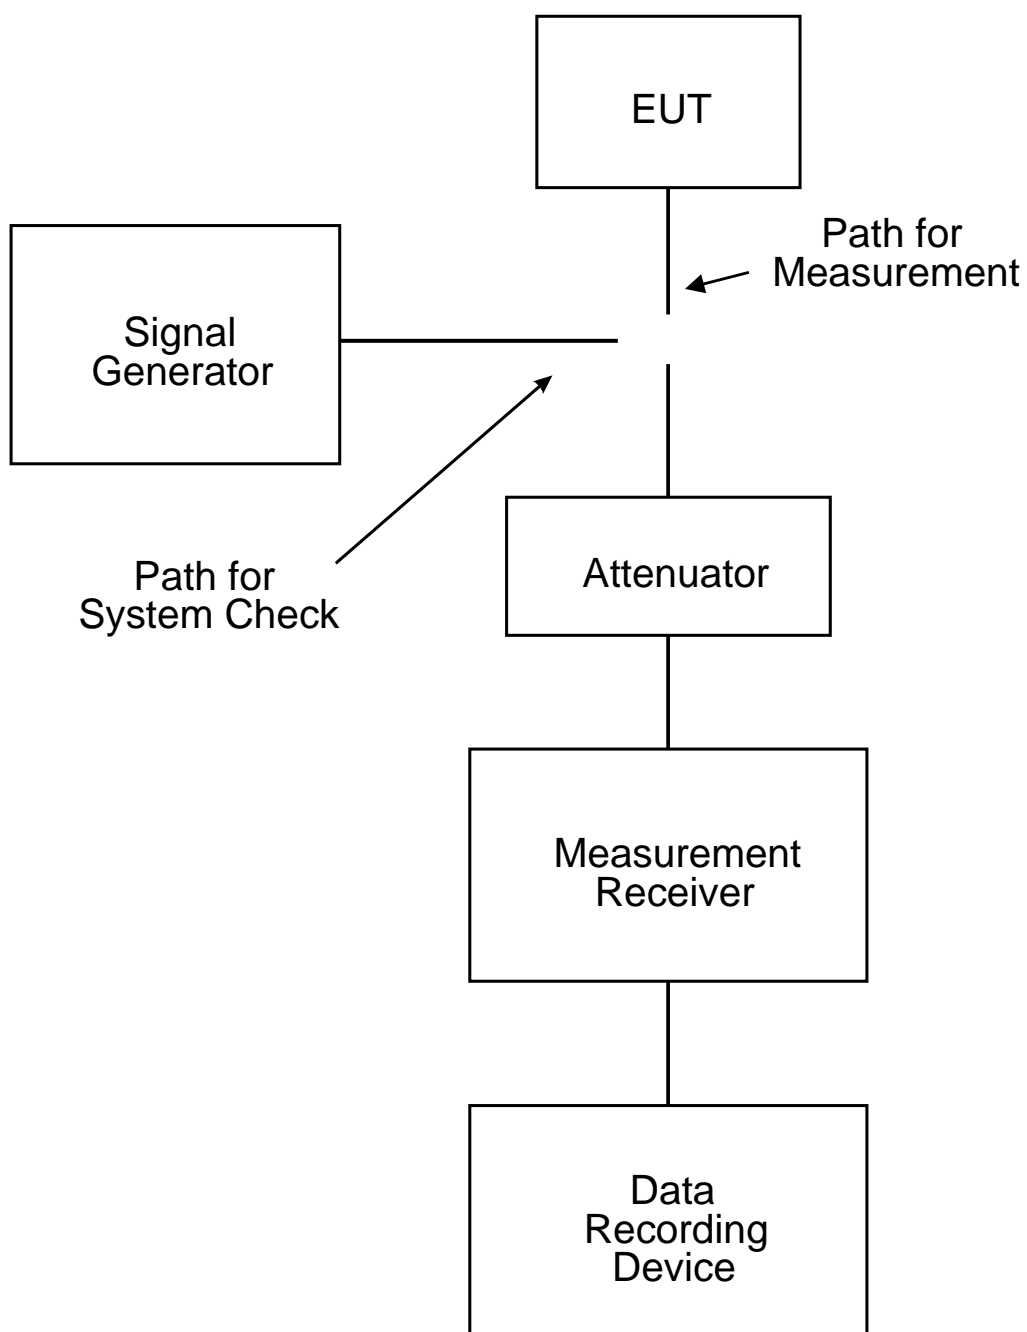 EUT
Path for
Measurement
Signal
Generator
Path for
System Check
Attenuator
Measurement
Receiver
Data
Recording
Device